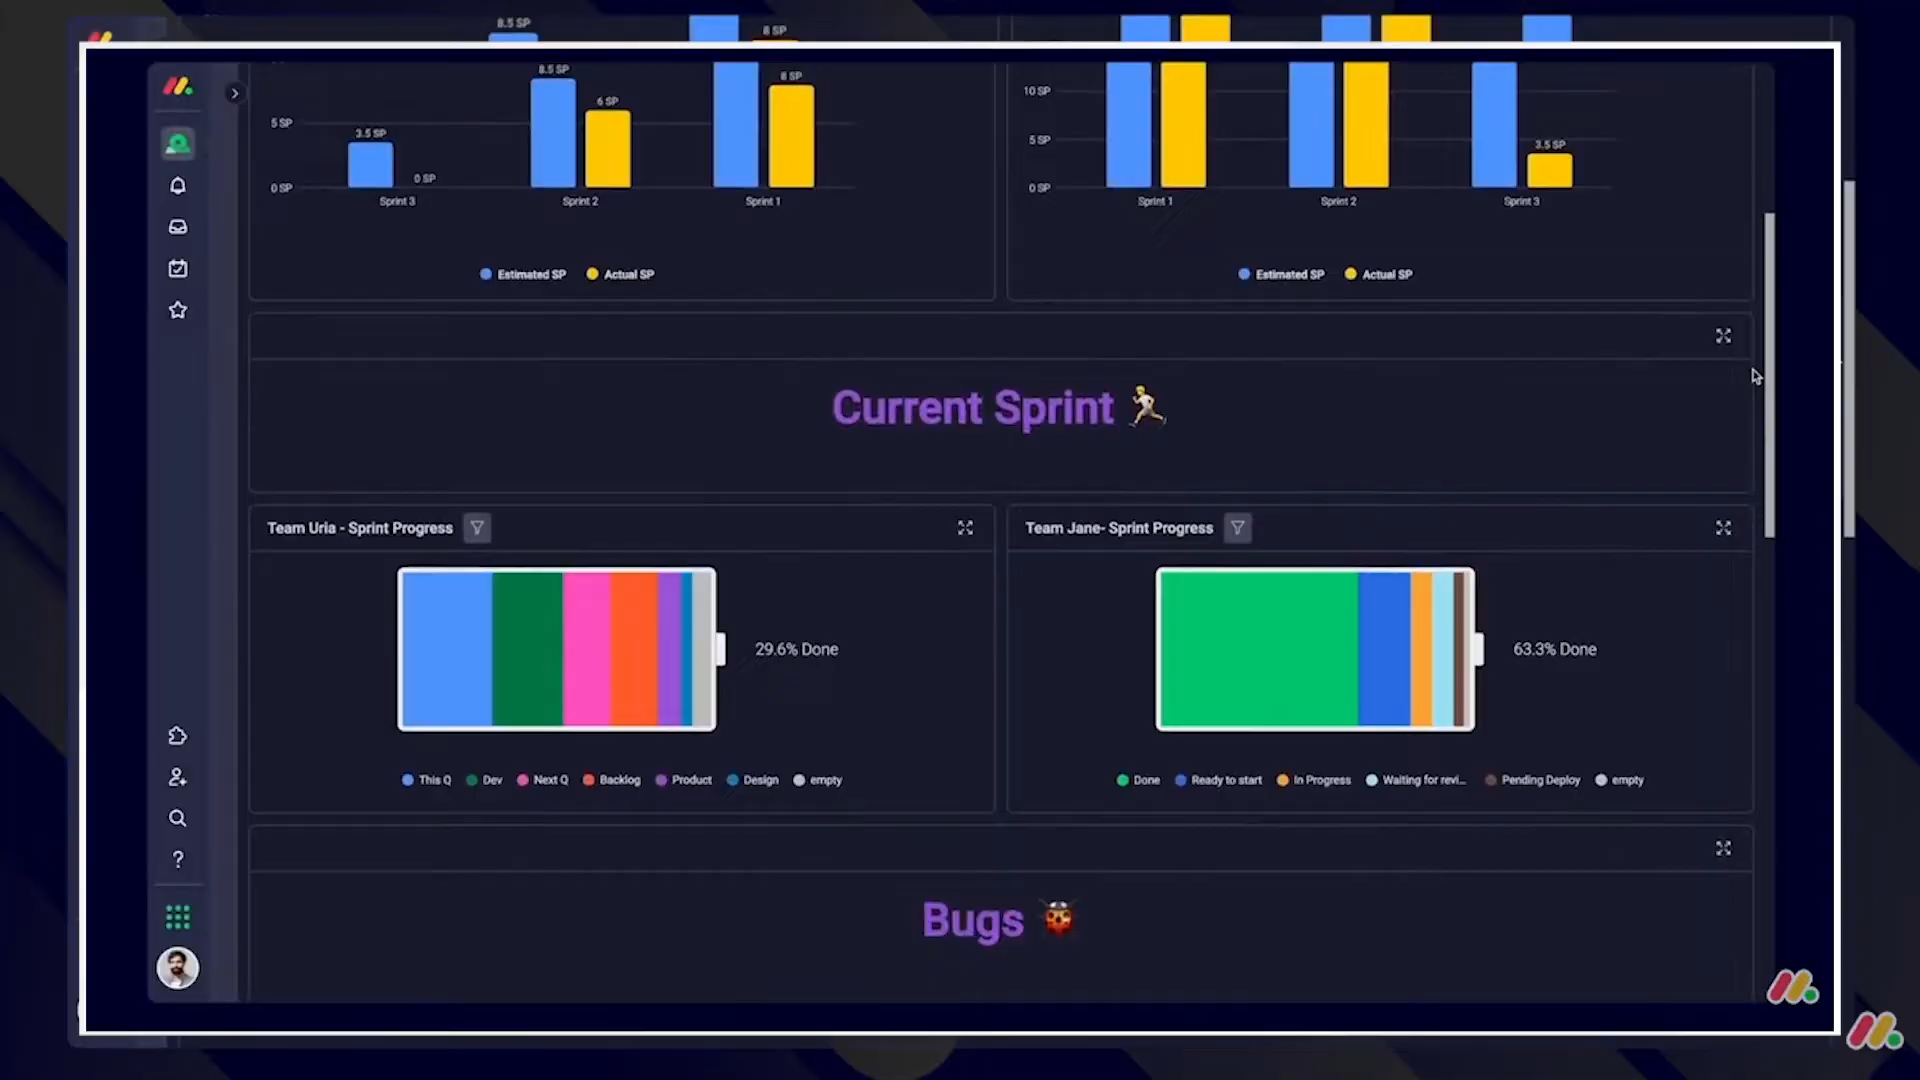 8.5 SP
8 SP
8.5 SP
6 SP
8 SP
5 SP
3.5 SP
0 SP
0 SP
Sprint 3
Sprint 2
Sprint 1
Estimated SP
Actual SP
10 SP
5 SP
3.5 SP
0 SP
Sprint 1
Sprint 2
Sprint 3
Estimated SP
Actual SP
Current Sprint
Team Uria - Sprint Progress
29.6% Done
This Q
Dev
Next Q
Backlog
Product
Design
empty
Team Jane- Sprint Progress
63.3% Done
Done
Ready to start
In Progress
Waiting for revi...
Pending Deploy
empty
Bugs